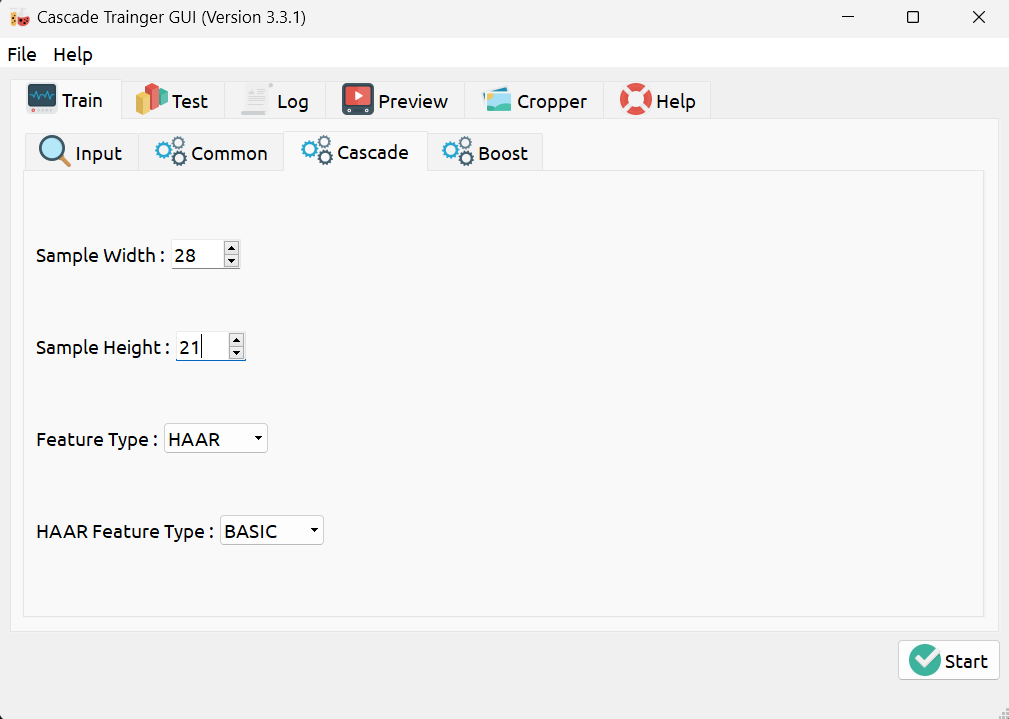 Cascade Trainger GUI (Version 3.3.1)
File Help
Train Test Log Preview Cropper Help
Input Common Cascade Boost
Sample Width : 28
Sample Height : 21
Feature Type : HAAR
HAAR Feature Type : BASIC
Start